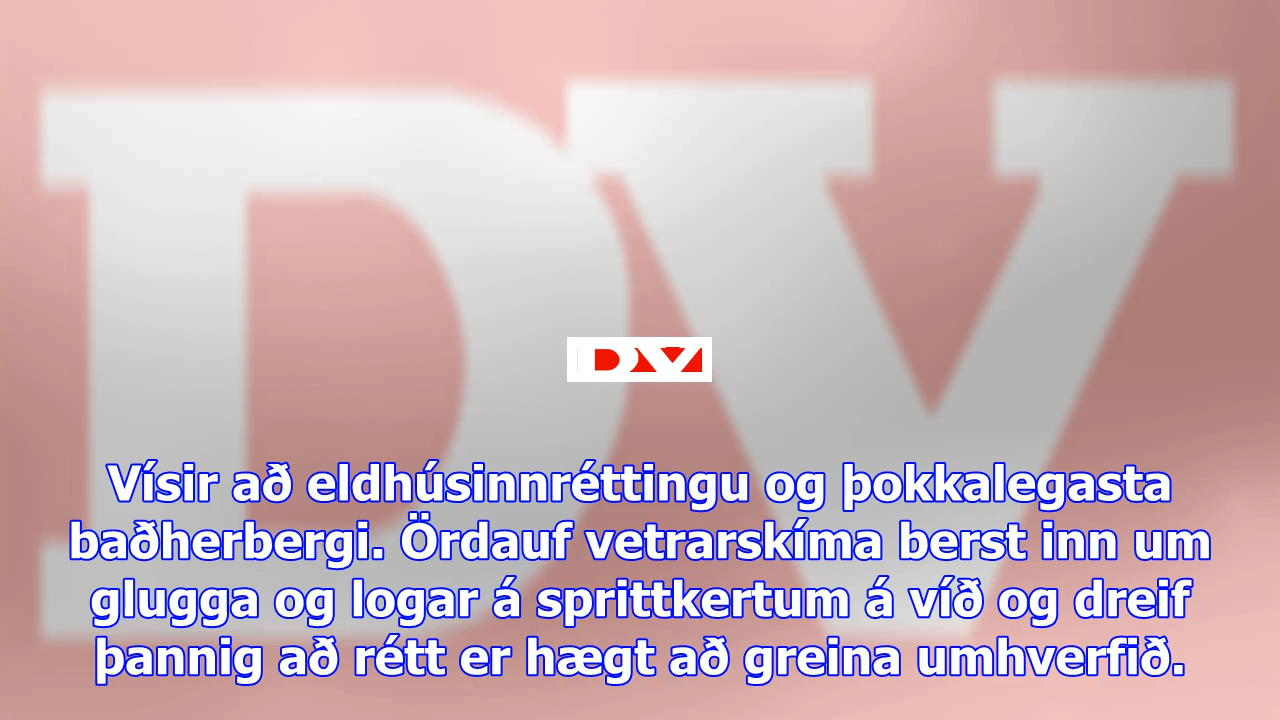 DV
DV
Vísir að eldhúsinnréttingu og þokkalegasta
baðherbergi. Ördauf vetrarskíma berst inn um
glugga og logar á sprittkertum á víð og dreif
þannig að rétt er hægt að greina umhverfið.